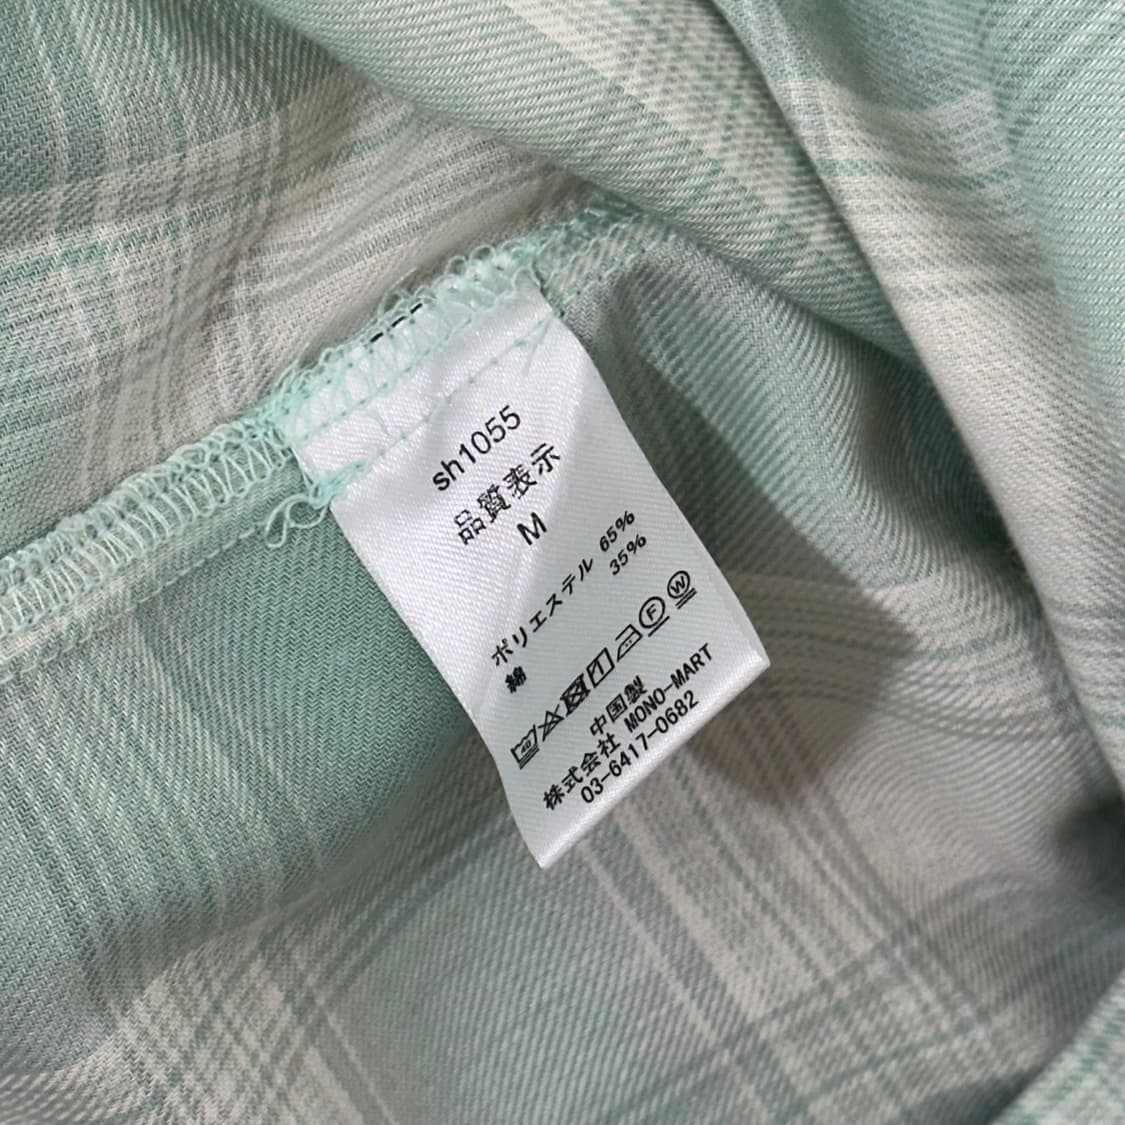 sh1055
品質表示
M
ポリエステル 65%
綿 35%
40 F W
中国製
株式会社 MONO-MART
03-6417-0682